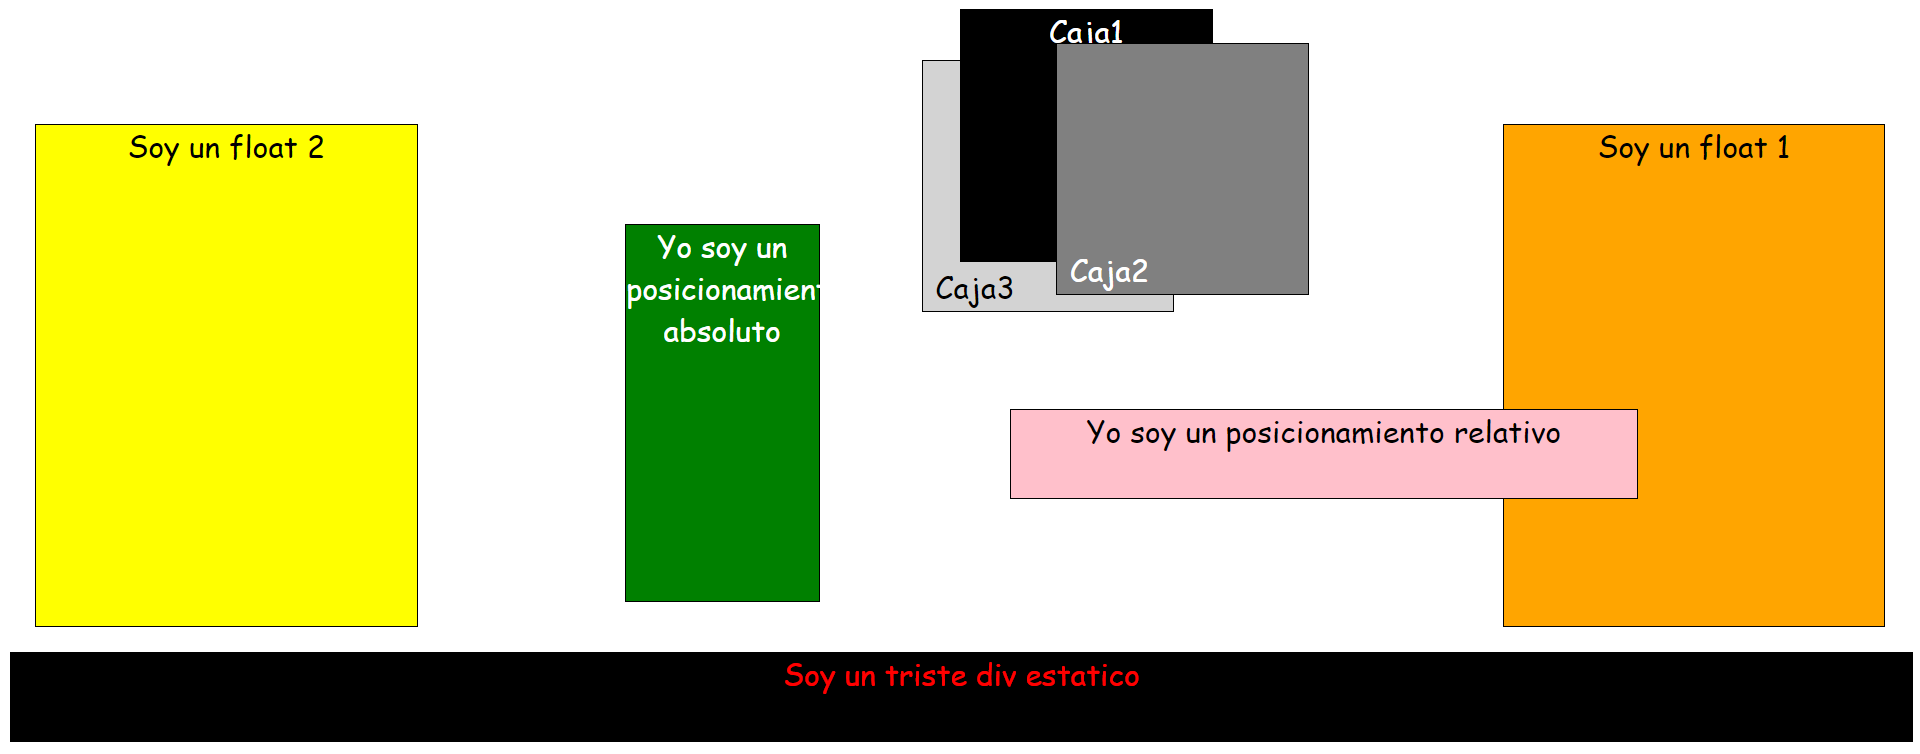 Caja1
Soy un float 2
Soy un float 1
Yo soy un
posicionamient
absoluto
Caja2
Caja3
Yo soy un posicionamiento relativo
Soy un triste div estatico